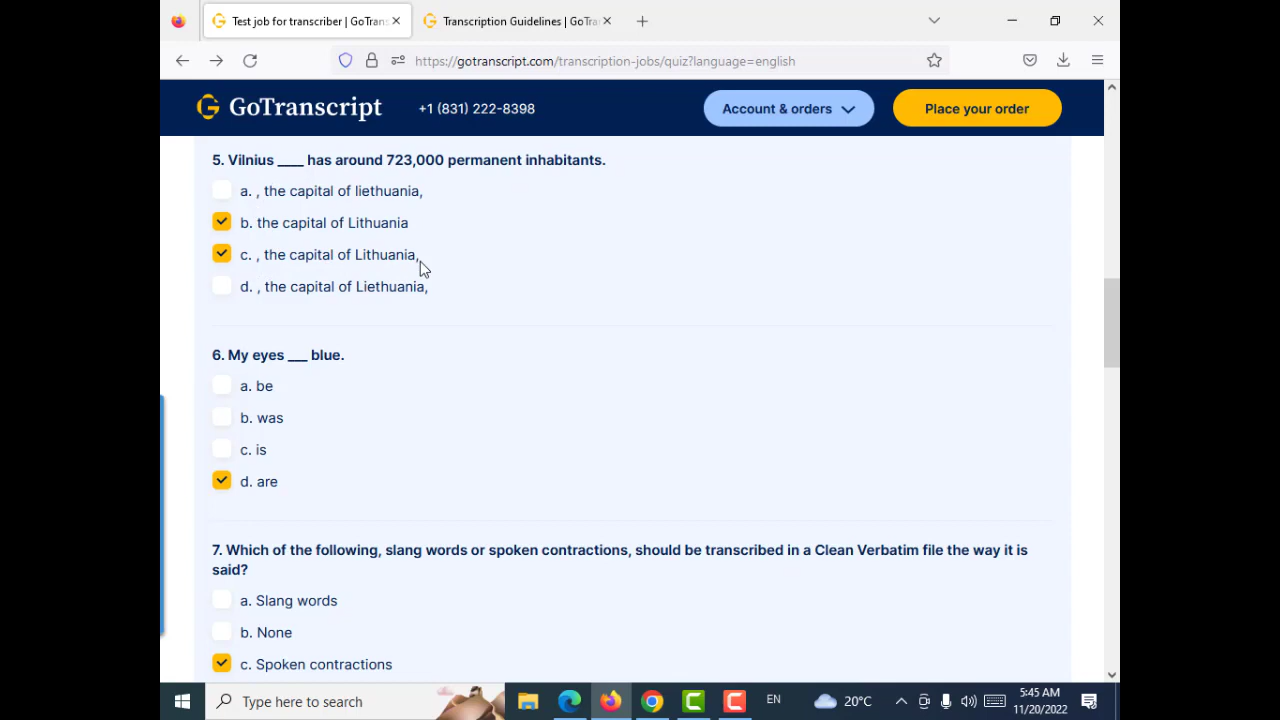 Test job for transcriber | GoTrans
Transcription Guidelines | GoTra
https://gotranscript.com/transcription-jobs/quiz?language=english
G GoTranscript
+1 (831) 222-8398
Account & orders
Place your order
5. Vilnius ____ has around 723,000 permanent inhabitants.
a. , the capital of liethuania,
b. the capital of Lithuania
c. , the capital of Lithuania,
d. , the capital of Liethuania,
6. My eyes ___ blue.
a. be
b. was
c. is
d. are
7. Which of the following, slang words or spoken contractions, should be transcribed in a Clean Verbatim file the way it is
said?
a. Slang words
b. None
c. Spoken contractions
Type here to search
EN
20°C
5:45 AM
11/20/2022